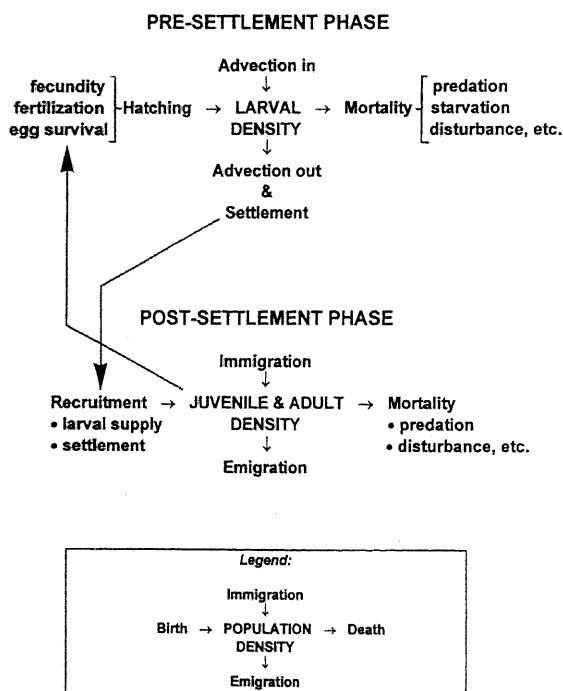 PRE-SETTLEMENT PHASE
Advection in
↓
fecundity
fertilization
egg survival
Hatching → LARVAL DENSITY → Mortality
predation
starvation
disturbance, etc.
↓
Advection out
&
Settlement
POST-SETTLEMENT PHASE
Immigration
↓
Recruitment → JUVENILE & ADULT → Mortality
• larval supply DENSITY • predation
• settlement ↓ • disturbance, etc.
Emigration
Legend:
Immigration
↓
Birth → POPULATION → Death
DENSITY
↓
Emigration